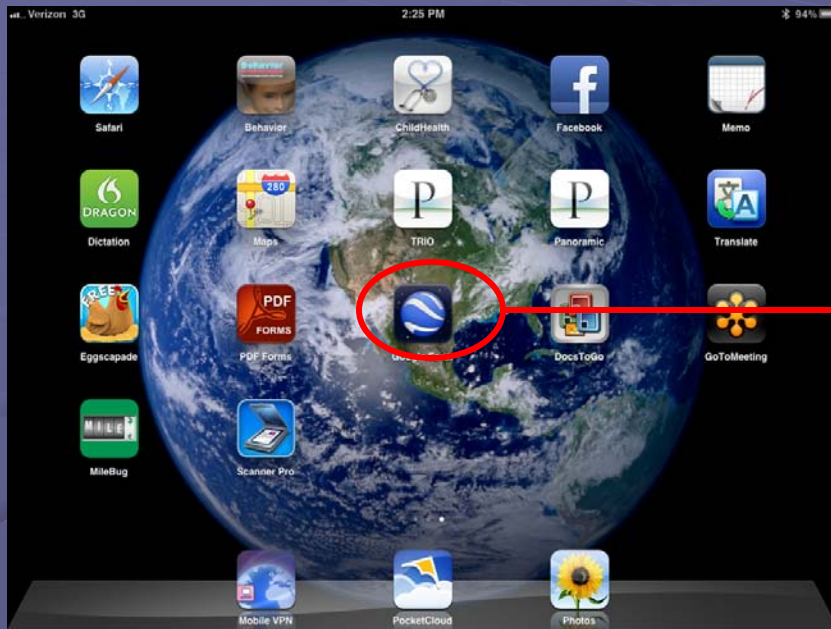 Verizon 3G 2:25 PM 94%
Safari Behavior ChildHealth Facebook Memo
Behavior
280
DRAGON P P A
Dictation Maps TRIO Panoramic Translate
FREE PDF
FORMS
Eggscapade PDF Forms DocsToGo GoToMeeting
MILE
MileBug Scanner Pro
Mobile VPN PocketCloud Photos